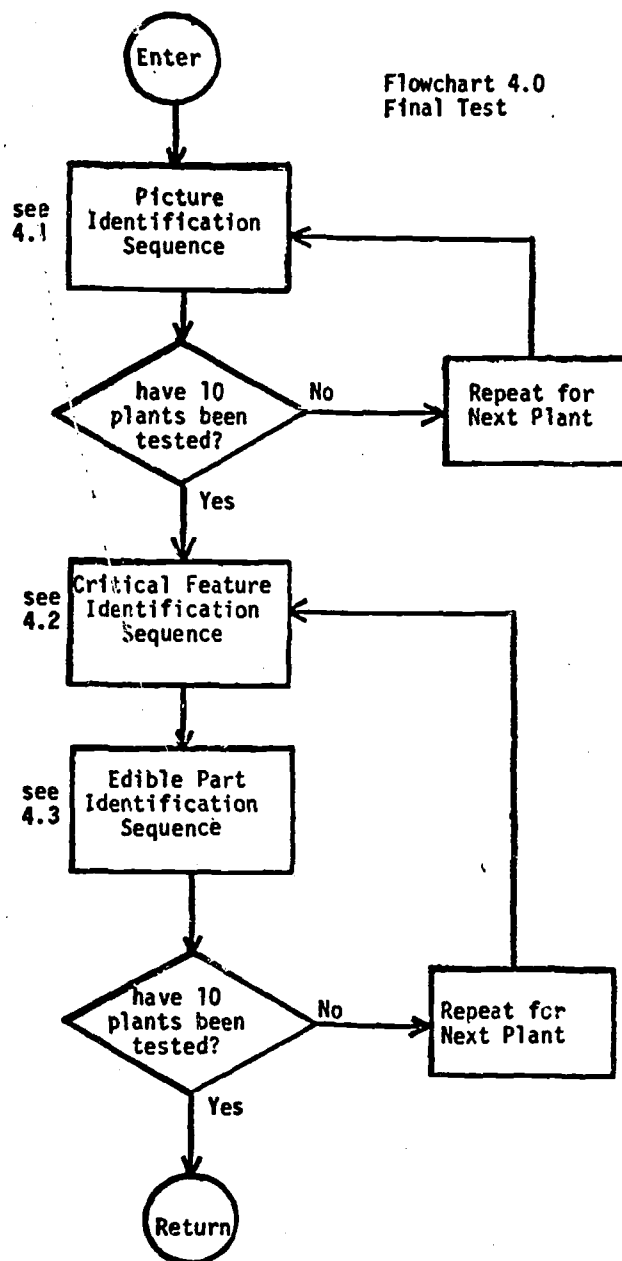 Enter
Flowchart 4.0
Final Test
see
4.1
Picture
Identification
Sequence
have 10
plants been
tested?
No
Repeat for
Next Plant
Yes
see
4.2
Critical Feature
Identification
Sequence
see
4.3
Edible Part
Identification
Sequence
have 10
plants been
tested?
No
Repeat for
Next Plant
Yes
Return